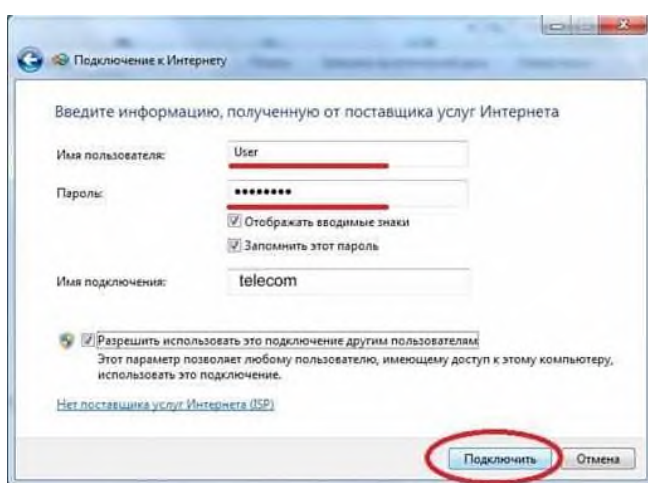 Подключение к Интернету
Введите информацию, полученную от поставщика услуг Интернета
Имя пользователя: User
Пароль: ••••••••
Отображать вводимые знаки
Запомнить этот пароль
Имя подключения: telecom
Разрешить использовать это подключение другим пользователям
Этот параметр позволяет любому пользователю, имеющему доступ к этому компьютеру,
использовать это подключение.
Нет поставщика услуг Интернета (ISP)
Подключить Отмена